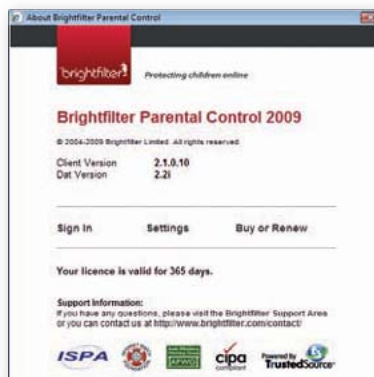 About Brightfilter Parental Control
brightfilter
Protecting children online
Brightfilter Parental Control 2009
© 2004-2009 Brightfilter Limited. All rights reserved
Client Version 2.1.0.10
Dat Version 2.2i
Sign In Settings Buy or Renew
Your licence is valid for 365 days.
Support Information:
If you have any questions, please visit the Brightfilter Support Area
or you can contact us at http://www.brightfilter.com/contact/
ISPA
cipa
compliant
Powered by
TrustedSource